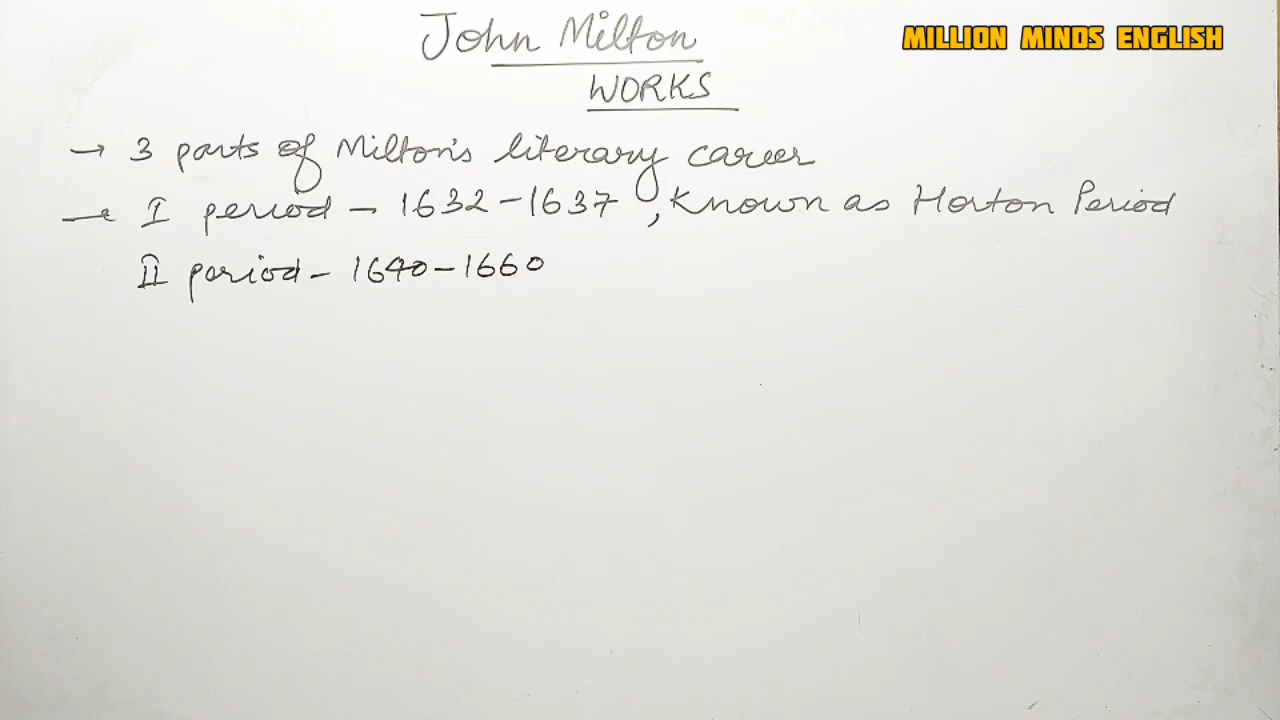 John Milton
MILLION MINDS ENGLISH
WORKS
→ 3 parts of Milton's literary career
→ I period – 1632-1637, Known as Horton Period
II period – 1640-1660